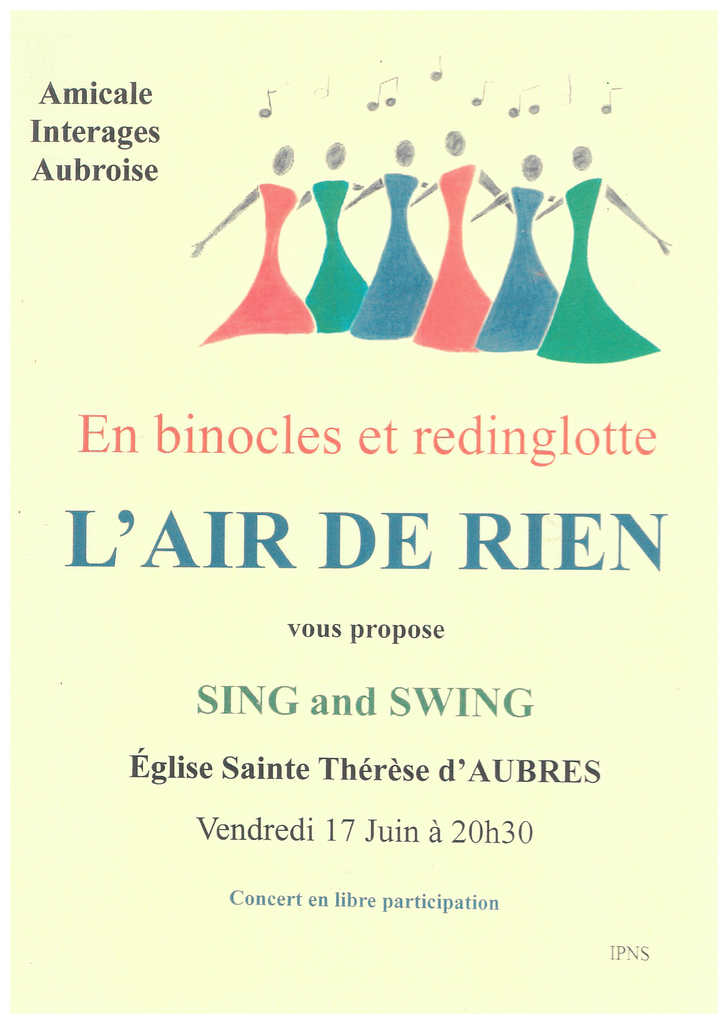 Amicale
Interages
Aubroise
En binocles et redinglotte
L'AIR DE RIEN
vous propose
SING and SWING
Église Sainte Thérèse d'AUBRES
Vendredi 17 Juin à 20h30
Concert en libre participation
IPNS